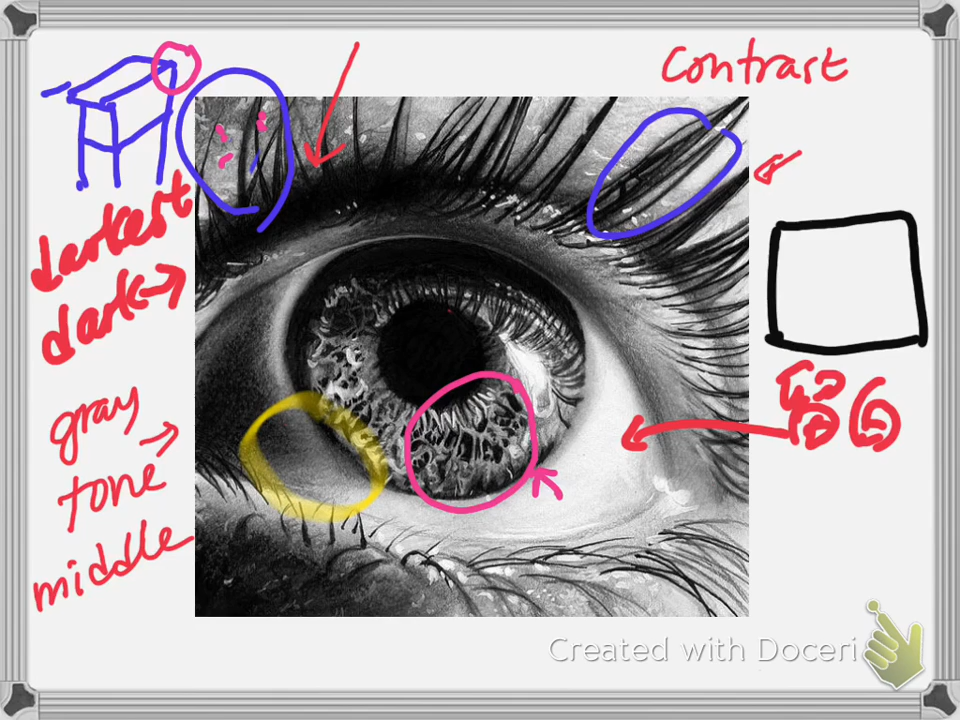 contrast
darkest
dark
gray
tone
middle
Created with Doceri